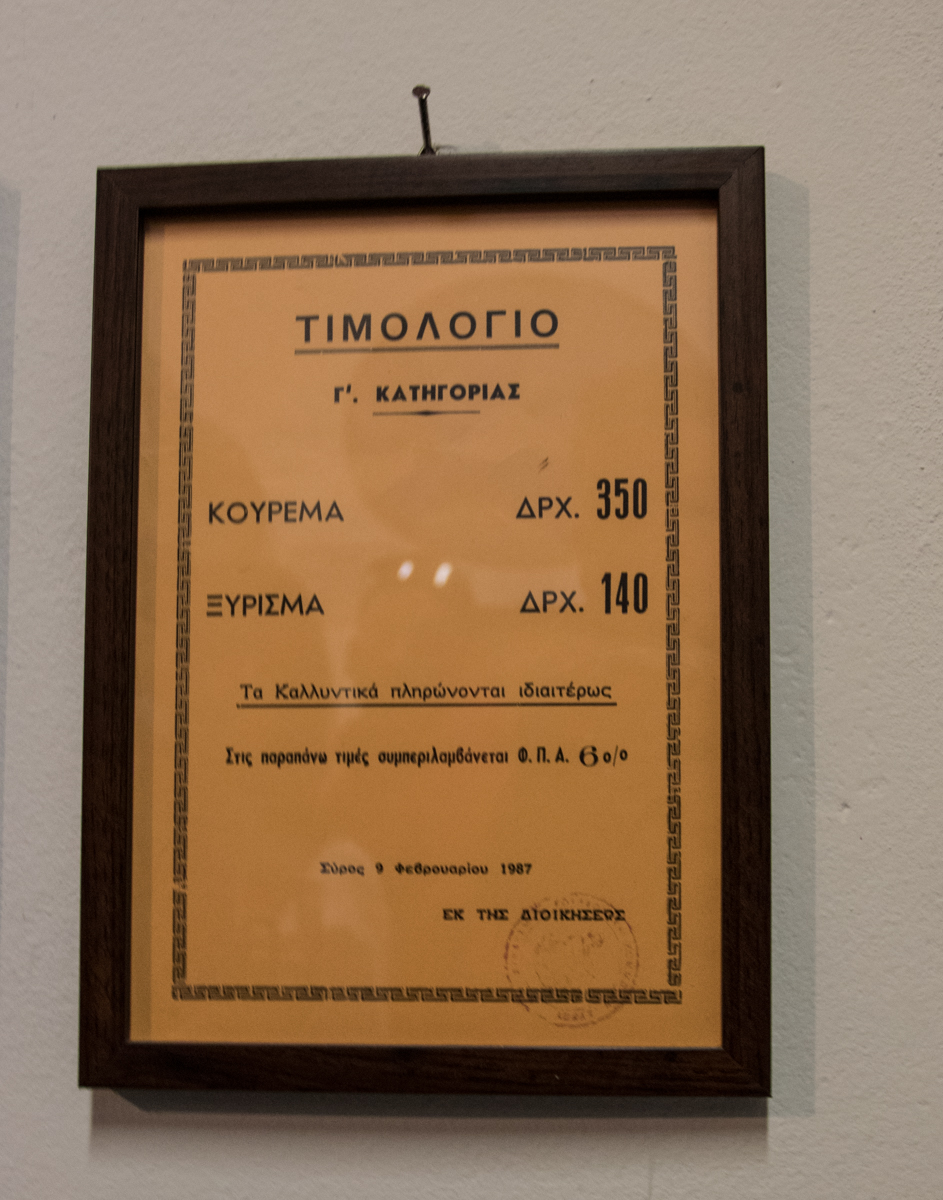 ΤΙΜΟΛΟΓΙΟ
Γ'. ΚΑΤΗΓΟΡΙΑΣ
ΚΟΥΡΕΜΑ ΔΡΧ. 350
ΞΥΡΙΣΜΑ ΔΡΧ. 140
Τα Καλλυντικά πληρώνονται ιδιαιτέρως
Στις παραπάνω τιμές συμπεριλαμβάνεται Φ.Π.Α. 6 ο/ο
Σύρος 9 Φεβρουαρίου 1987
ΕΚ ΤΗΣ ΔΙΟΙΚΗΣΕΩΣ